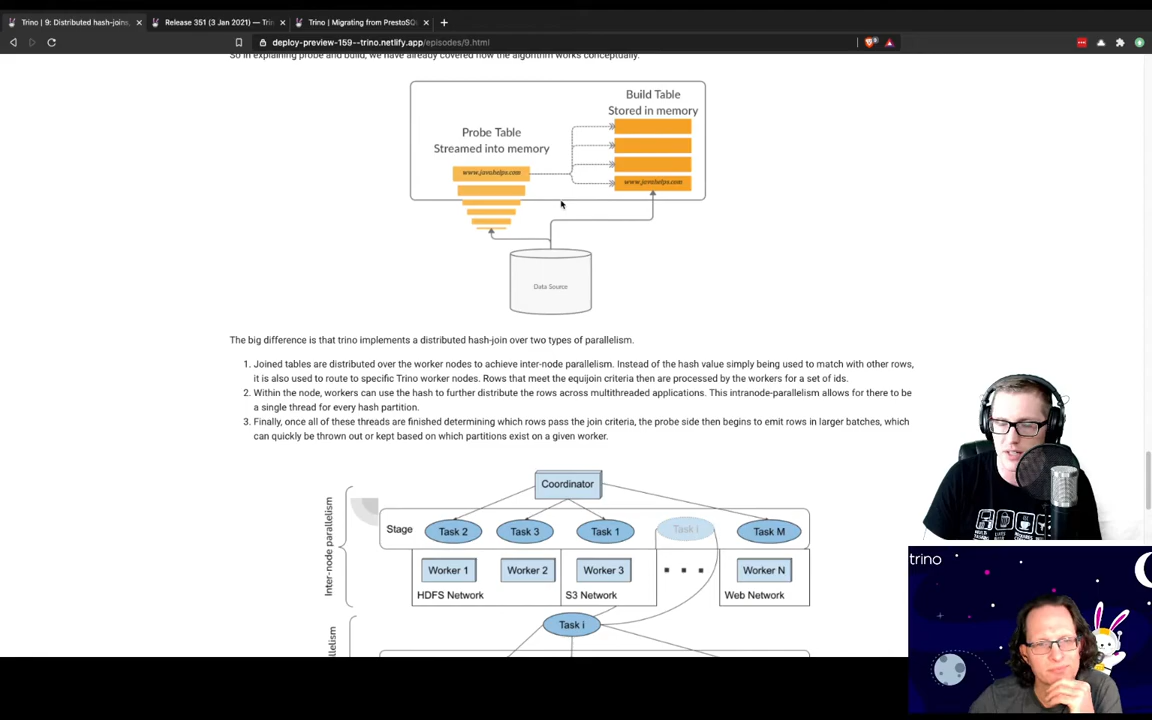 Trino | 9: Distributed hash-joins,
Release 351 (3 Jan 2021) — Tri
Trino | Migrating from PrestoSQ
deploy-preview-159--trino.netlify.app/episodes/9.html
So in explaining probe and build, we have already covered how the algorithm works conceptually.
Build Table
Stored in memory
Probe Table
Streamed into memory
www.javahelps.com
www.javahelps.com
Data Source
The big difference is that trino implements a distributed hash-join over two types of parallelism.
1. Joined tables are distributed over the worker nodes to achieve inter-node parallelism. Instead of the hash value simply being used to match with other rows,
it is also used to route to specific Trino worker nodes. Rows that meet the equijoin criteria then are processed by the workers for a set of ids.
2. Within the node, workers can use the hash to further distribute the rows across multithreaded applications. This intranode-parallelism allows for there to be
a single thread for every hash partition.
3. Finally, once all of these threads are finished determining which rows pass the join criteria, the probe side then begins to emit rows in larger batches, which
can quickly be thrown out or kept based on which partitions exist on a given worker.
Coordinator
Inter-node parallelism
Stage
Task 2
Task 3
Task 1
Task i
Task M
Worker 1
Worker 2
Worker 3
Worker N
HDFS Network
S3 Network
Web Network
Task i
trino